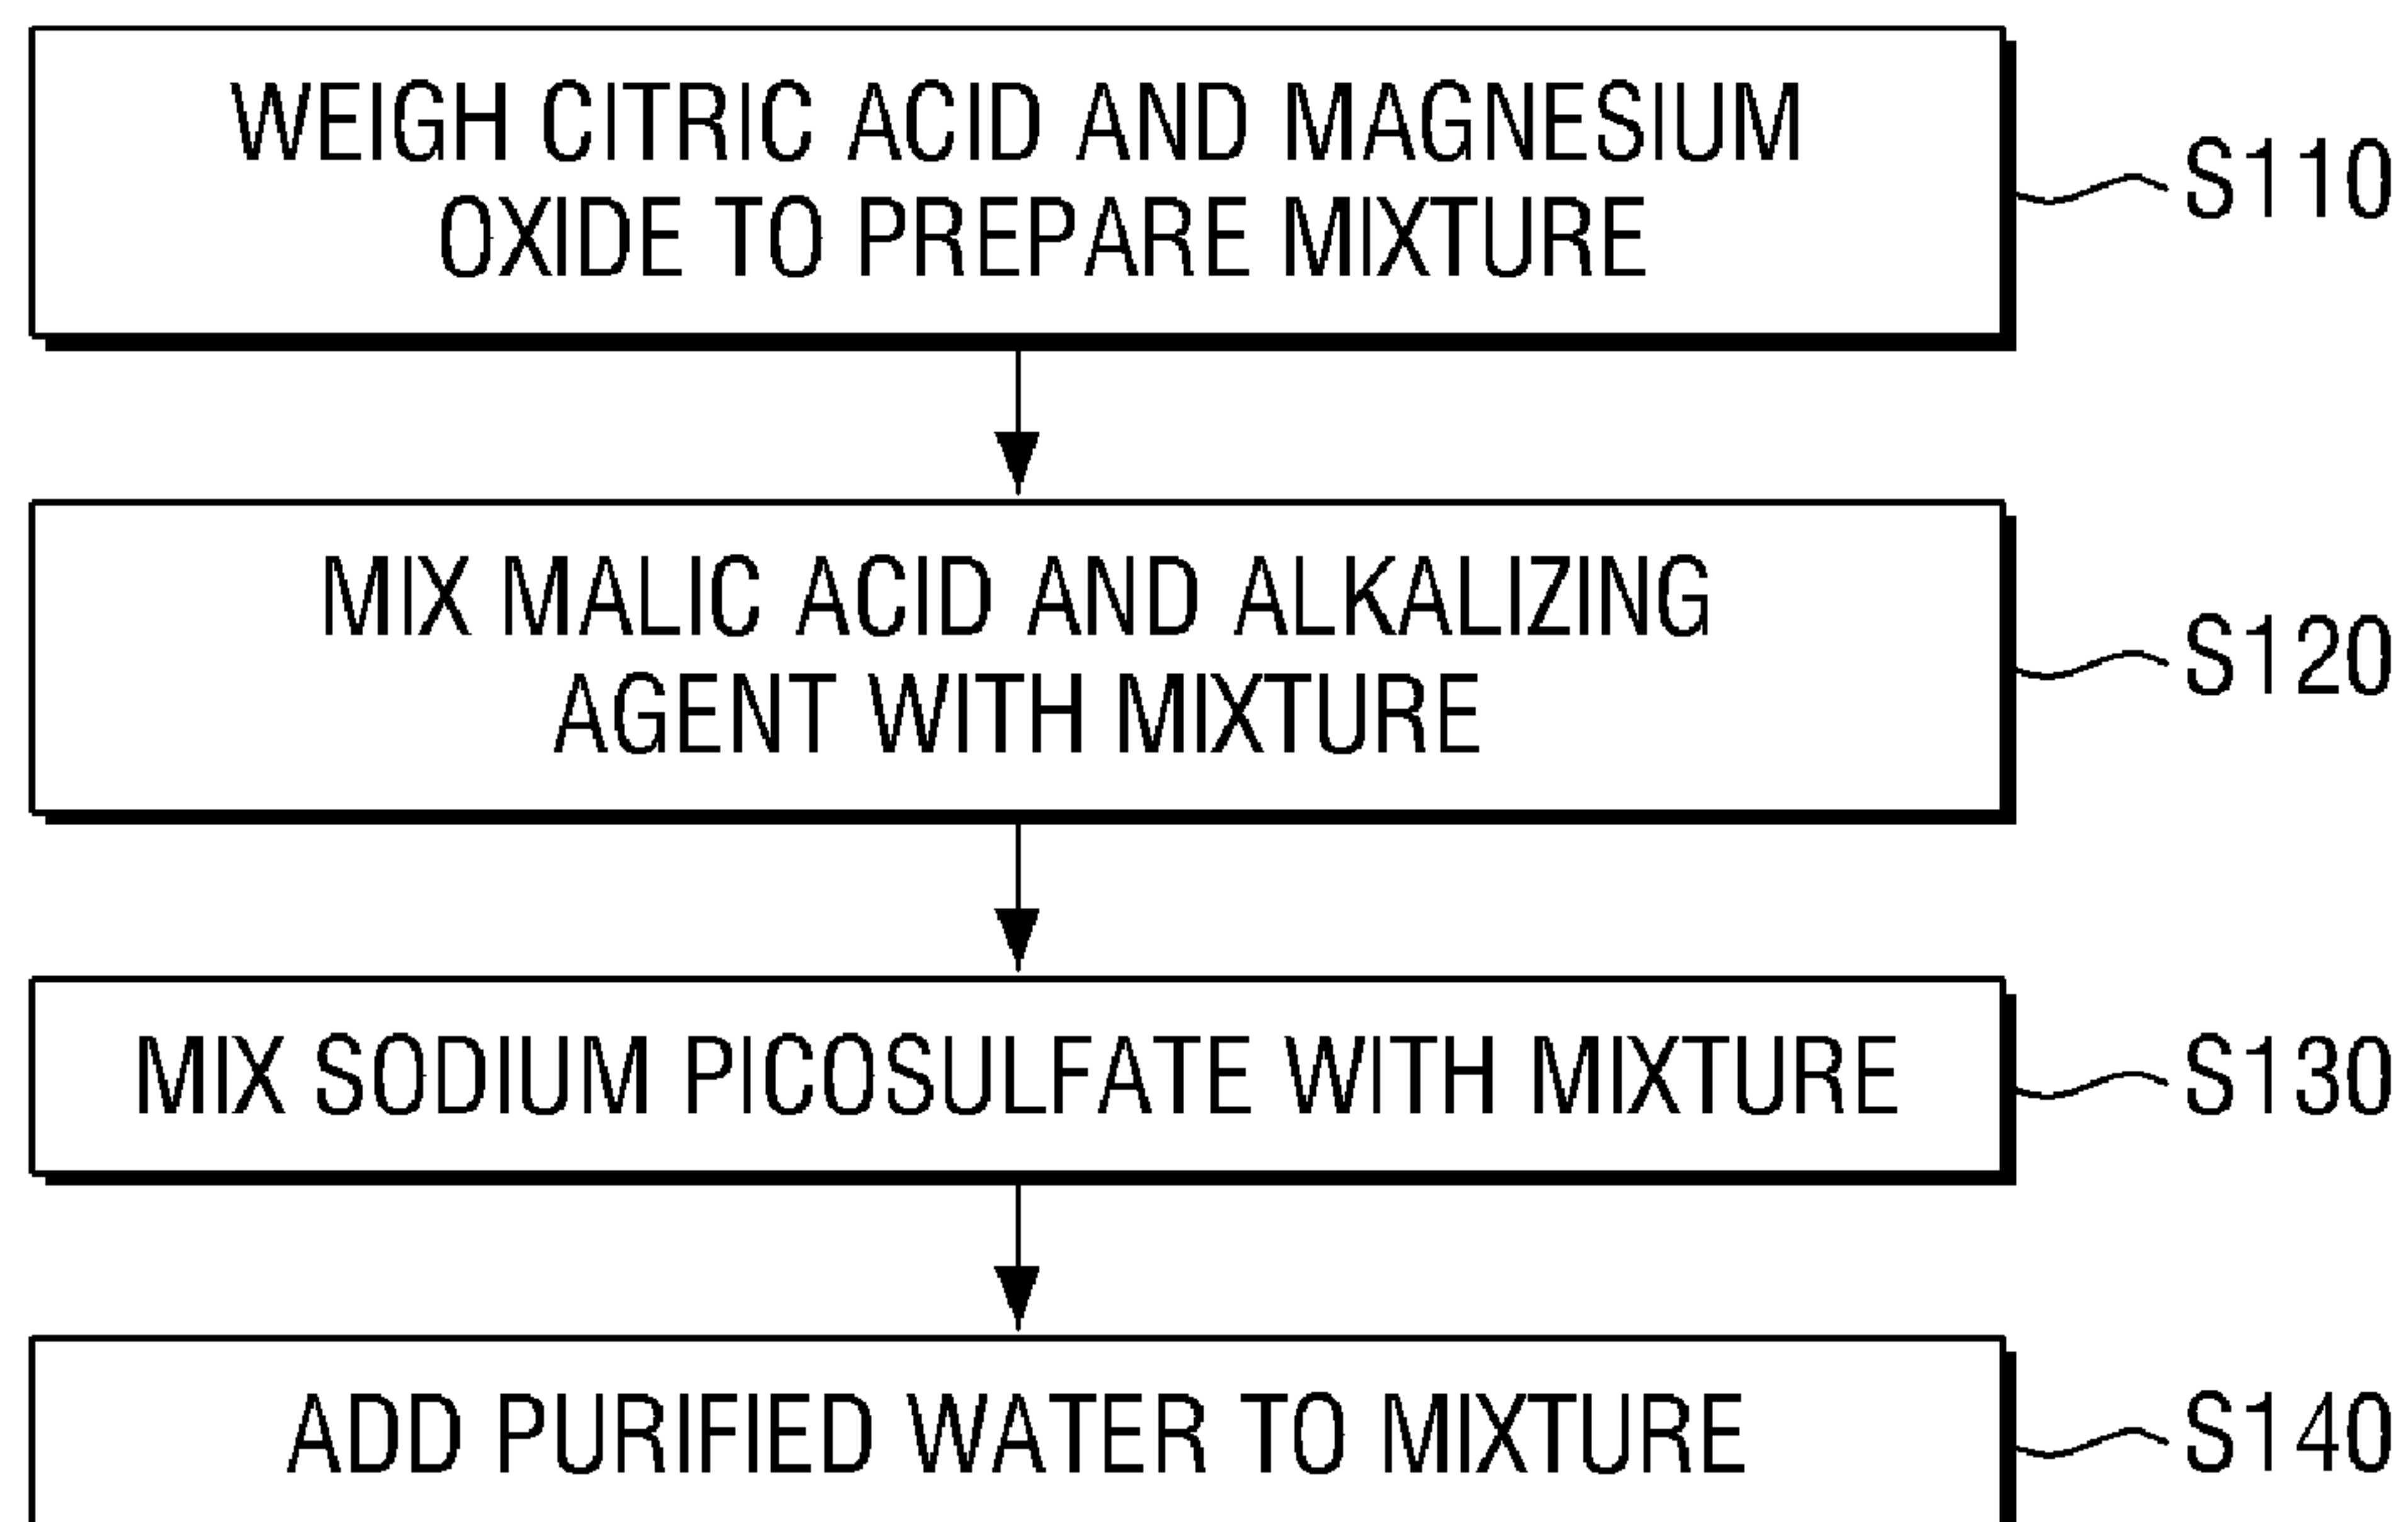 WEIGH CITRIC ACID AND MAGNESIUM
OXIDE TO PREPARE MIXTURE
S110
MIX MALIC ACID AND ALKALIZING
AGENT WITH MIXTURE
S120
MIX SODIUM PICOSULFATE WITH MIXTURE
S130
ADD PURIFIED WATER TO MIXTURE
S140